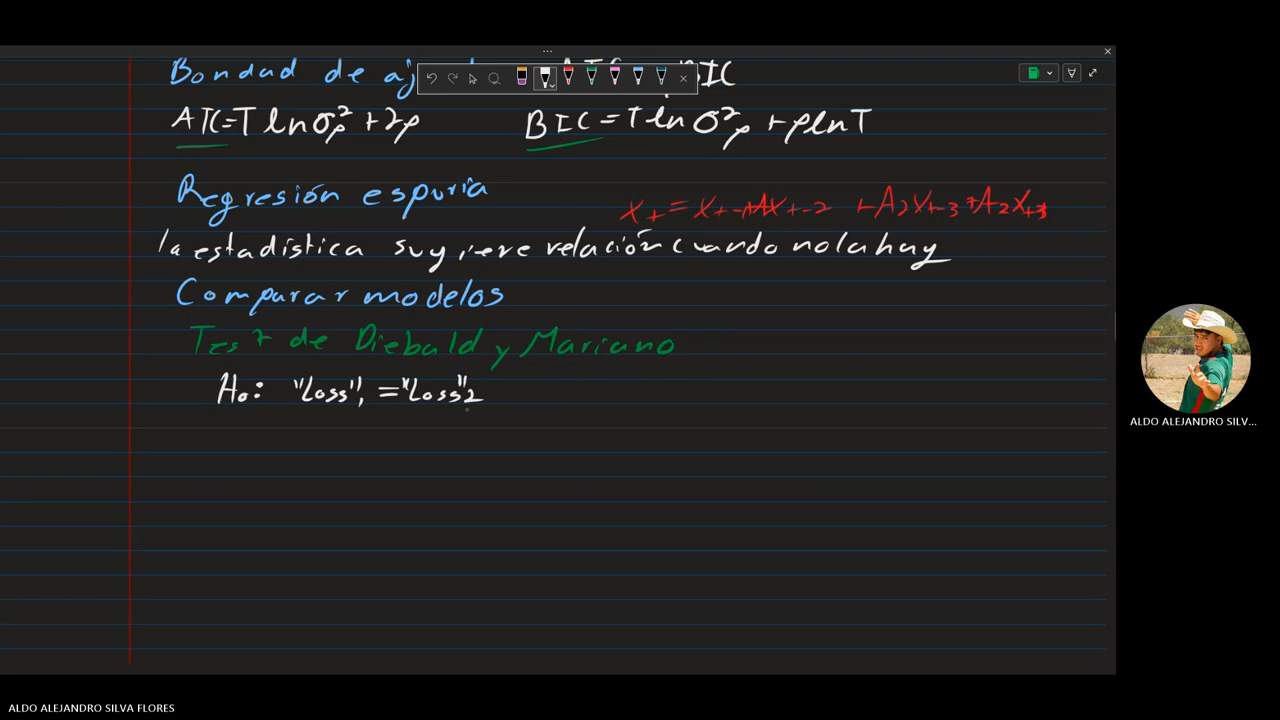 Bondad de aj BIC
AIC=T ln σ²ρ + 2ρ BIC = T ln σ²ρ + ρ ln T
Regresión espuria
la estadística sugiere relación cuando no la hay
Comparar modelos
Test de Diebald y Mariano
Ho: "Loss"₁ = "Loss"₂
ALDO ALEJANDRO SILV...
ALDO ALEJANDRO SILVA FLORES